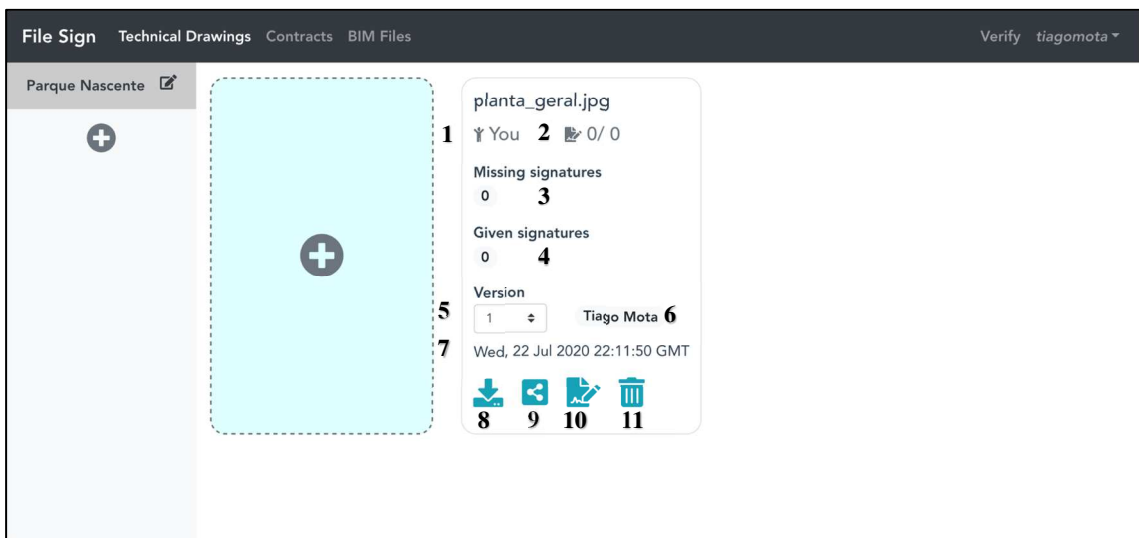 File Sign Technical Drawings Contracts BIM Files Verify tiagomota
Parque Nascente
planta_geral.jpg
1 You 2 0/ 0
Missing signatures
0 3
Given signatures
0 4
Version
5 1 Tiago Mota 6
7 Wed, 22 Jul 2020 22:11:50 GMT
8 9 10 11